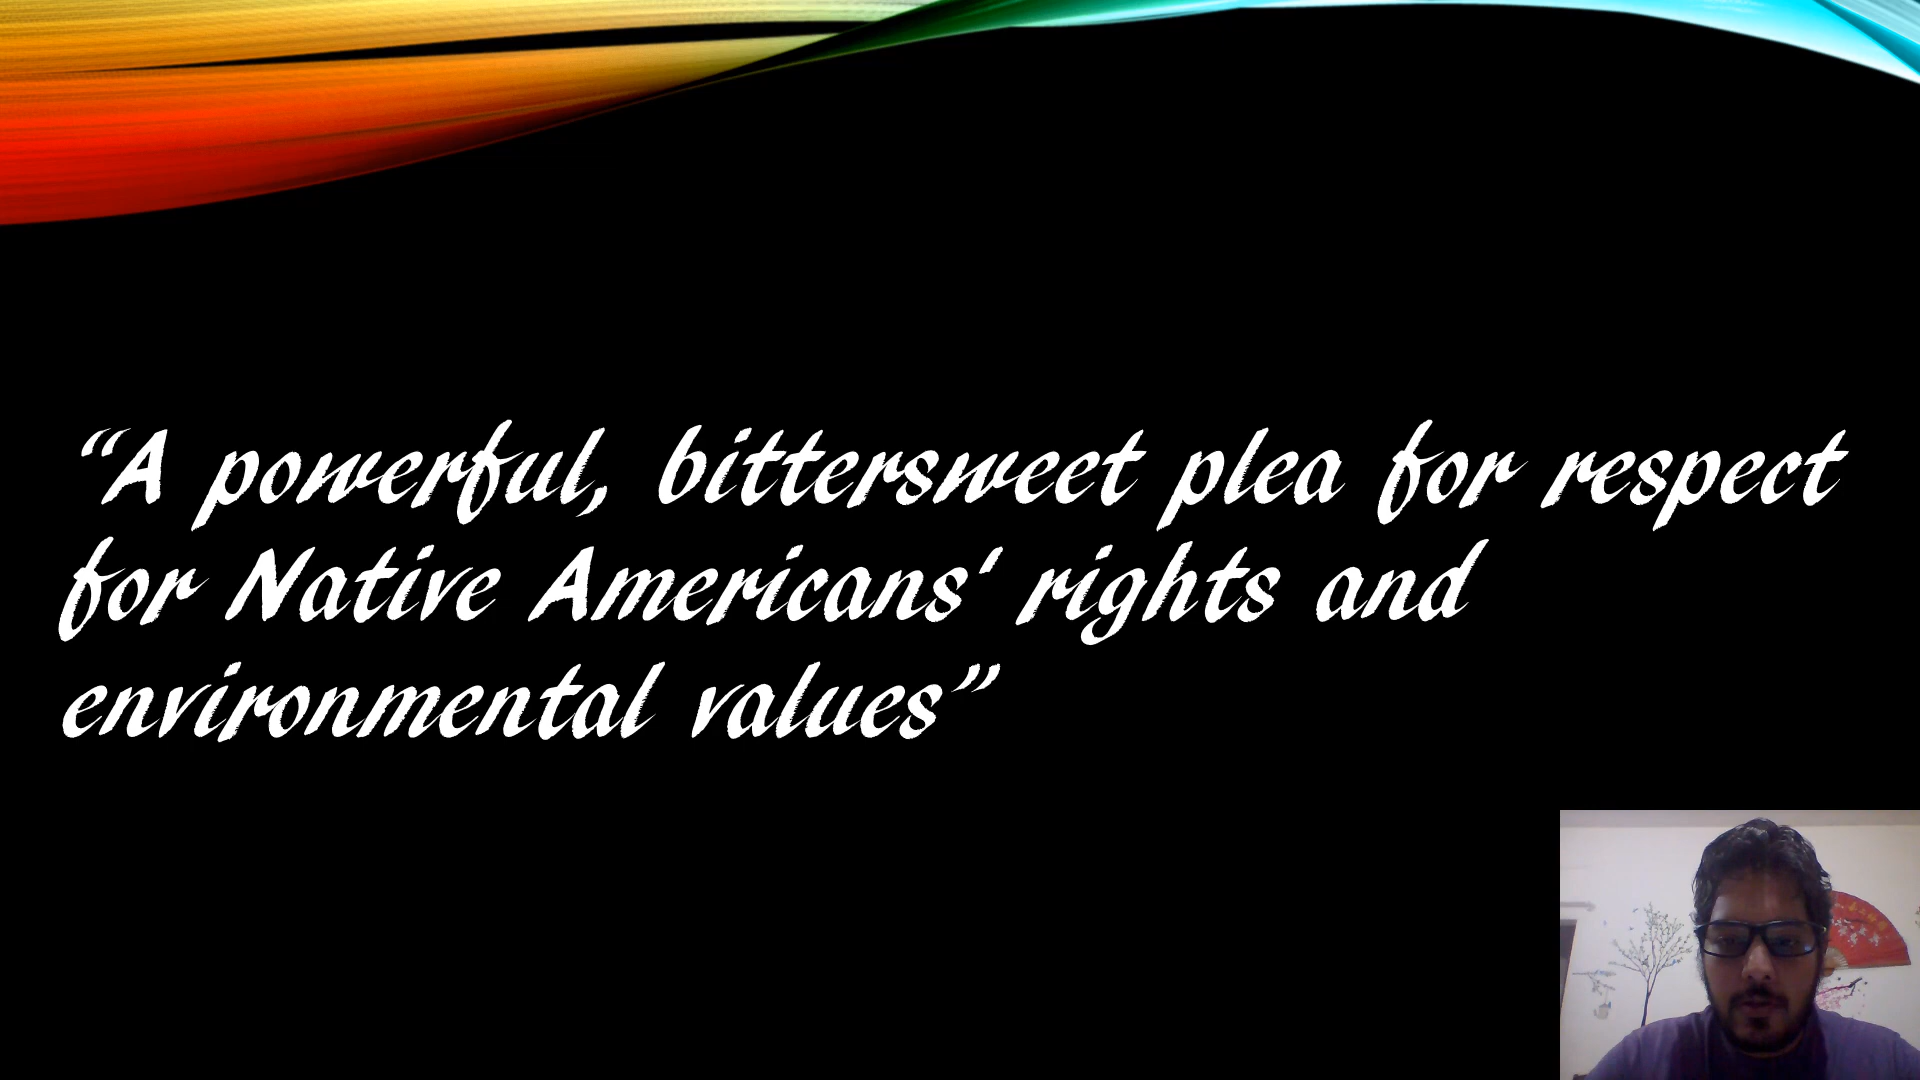 “A powerful, bittersweet plea for respect
for Native Americans’ rights and
environmental values”